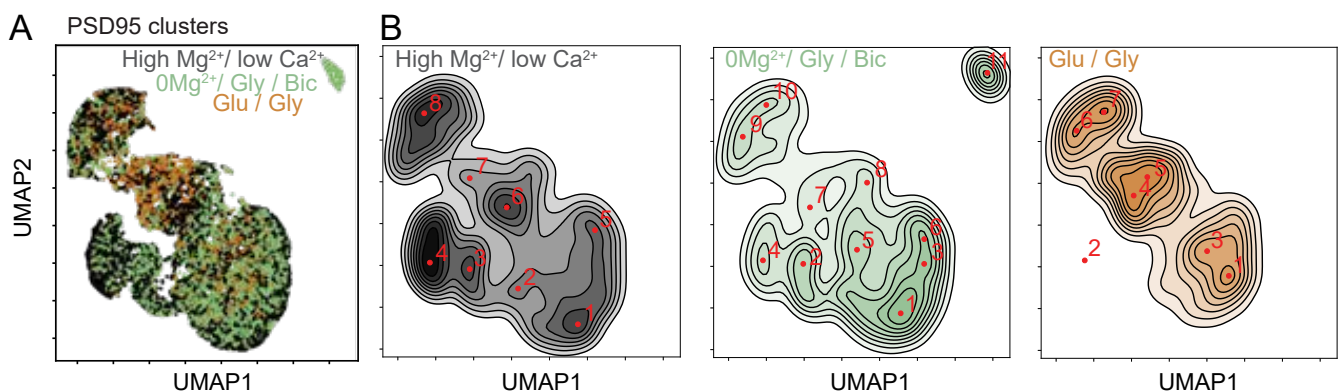 A
PSD95 clusters
High Mg²⁺/ low Ca²⁺
0Mg²⁺/ Gly / Bic
Glu / Gly
UMAP2
UMAP1
B
High Mg²⁺/ low Ca²⁺
8
7
6
5
4
3
2
1
UMAP1
0Mg²⁺/ Gly / Bic
11
10
9
8
7
6
5
3
4
2
1
UMAP1
Glu / Gly
7
6
5
4
3
2
1
UMAP1